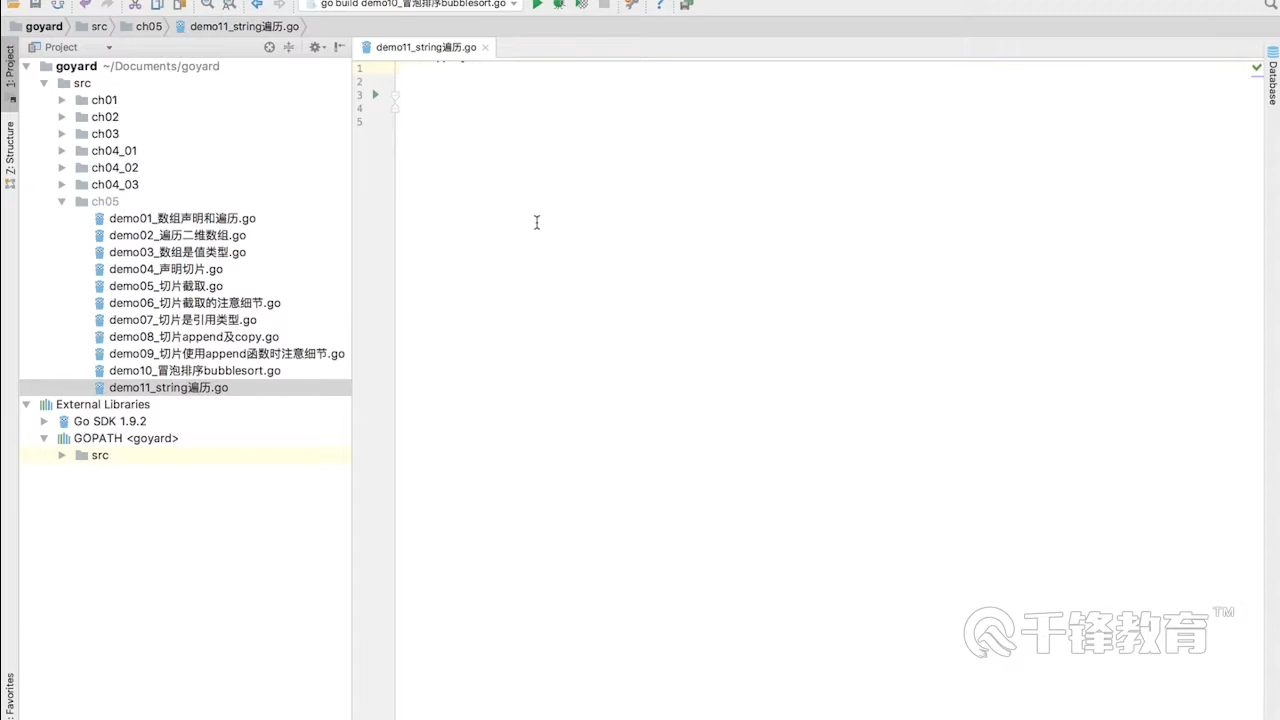 go build demo10_冒泡排序bubblesort.go
goyard src ch05 demo11_string遍历.go
Project
demo11_string遍历.go
1: Project
Z: Structure
Favorites
goyard ~/Documents/goyard
src
ch01
ch02
ch03
ch04_01
ch04_02
ch04_03
ch05
demo01_数组声明和遍历.go
demo02_遍历二维数组.go
demo03_数组是值类型.go
demo04_声明切片.go
demo05_切片截取.go
demo06_切片截取的注意细节.go
demo07_切片是引用类型.go
demo08_切片append及copy.go
demo09_切片使用append函数时注意细节.go
demo10_冒泡排序bubblesort.go
demo11_string遍历.go
External Libraries
Go SDK 1.9.2
GOPATH <goyard>
src
1
2
3
4
5
Database
千锋教育™